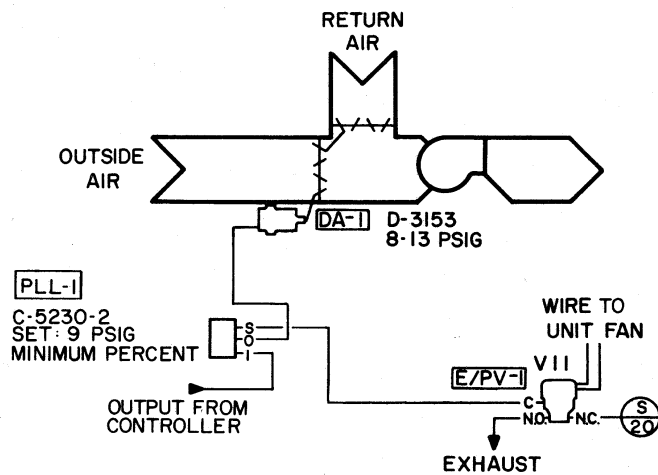 RETURN
AIR
OUTSIDE
AIR
DA-1 D-3153
8-13 PSIG
PLL-1
C-5230-2
SET: 9 PSIG
MINIMUM PERCENT
S
O
I
OUTPUT FROM
CONTROLLER
WIRE TO
UNIT FAN
V11
E/PV-1
C
N.O.
N.C.
S
20
EXHAUST